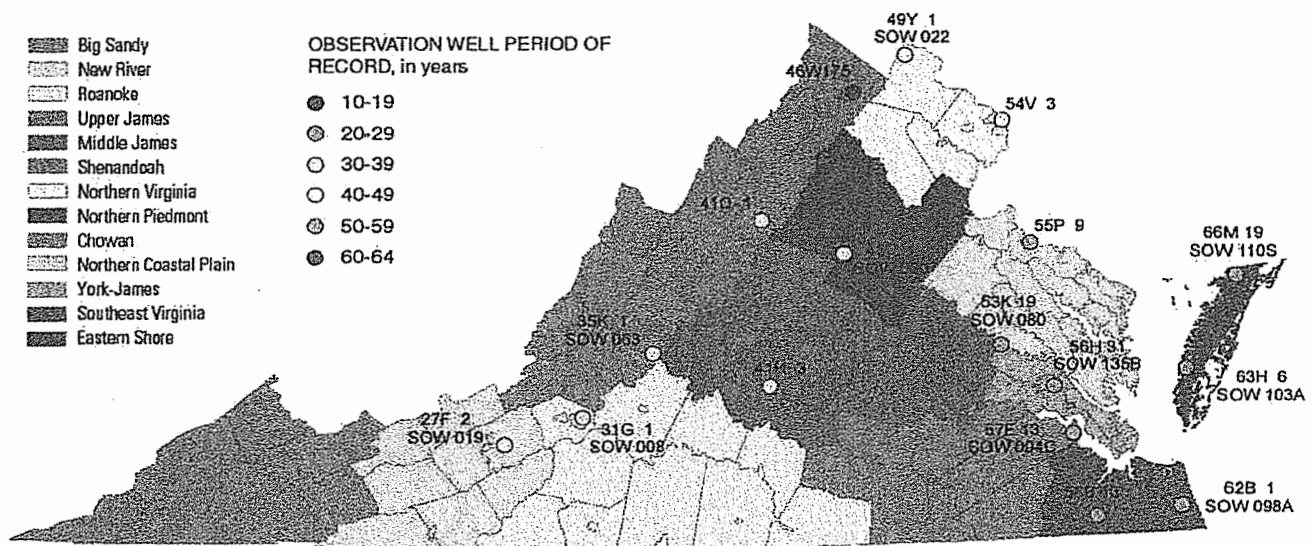 Big Sandy
New River
Roanoke
Upper James
Middle James
Shenandoah
Northern Virginia
Northern Piedmont
Chowan
Northern Coastal Plain
York-James
Southeast Virginia
Eastern Shore
OBSERVATION WELL PERIOD OF
RECORD, in years
10-19
20-29
30-39
40-49
50-59
60-64
49Y 1
SOW 022
46W175
54V 3
55P 9
66M 19
SOW 110S
53K 19
SOW 080
35K 1
SOW 063
56H 31
SOW 135B
63H 6
SOW 103A
27F 2
SOW 019
31G 1
SOW 008
SOW 094C
62B 1
SOW 098A